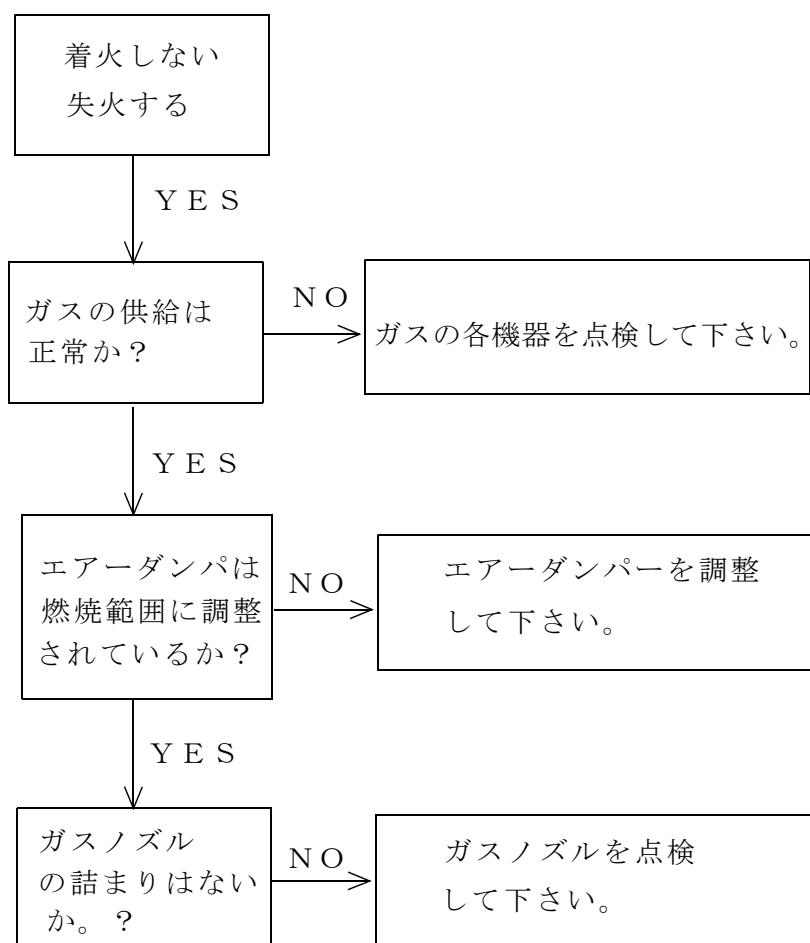 着火しない
失火する
ＹＥＳ
ガスの供給は
正常か？
ＮＯ
ガスの各機器を点検して下さい。
ＹＥＳ
エアーダンパは
燃焼範囲に調整
されているか？
ＮＯ
エアーダンパーを調整
して下さい。
ＹＥＳ
ガスノズル
の詰まりはない
か。？
ＮＯ
ガスノズルを点検
して下さい。